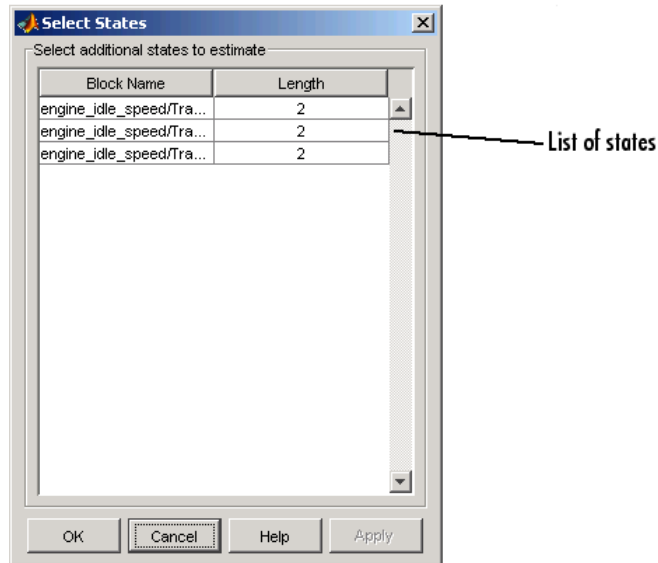 Select States
Select additional states to estimate
Block Name Length
engine_idle_speed/Tra... 2
engine_idle_speed/Tra... 2
engine_idle_speed/Tra... 2
List of states
OK Cancel Help Apply